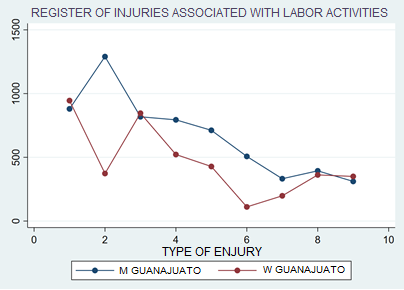 REGISTER OF INJURIES ASSOCIATED WITH LABOR ACTIVITIES
1500
1000
500
0
0 2 4 6 8 10
TYPE OF ENJURY
M GUANAJUATO W GUANAJUATO